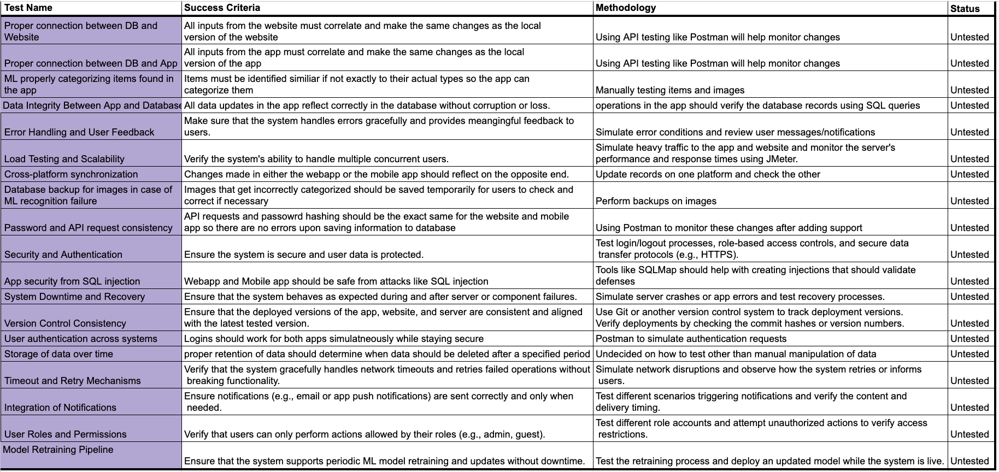 Test Name
Success Criteria
Methodology
Status
Proper connection between DB and
Website
All inputs from the website must correlate and make the same changes as the local
version of the website
Using API testing like Postman will help monitor changes
Untested
Proper connection between DB and App
All inputs from the app must correlate and make the same changes as the local
version of the app
Using API testing like Postman will help monitor changes
Untested
ML properly categorizing items found in
the app
Items must be identified similiar if not exactly to their actual types so the app can
categorize them
Manually testing items and images
Untested
Data Integrity Between App and Database
All data updates in the app reflect correctly in the database without corruption or loss.
operations in the app should verify the database records using SQL queries
Untested
Error Handling and User Feedback
Make sure that the system handles errors gracefully and provides meangingful feedback to
users.
Simulate error conditions and review user messages/notifications
Untested
Load Testing and Scalability
Verify the system's ability to handle multiple concurrent users.
Simulate heavy traffic to the app and website and monitor the server's
performance and response times using JMeter.
Untested
Cross-platform synchronization
Changes made in either the webapp or the mobile app should reflect on the opposite end.
Update records on one platform and check the other
Untested
Database backup for images in case of
ML recognition failure
Images that get incorrectly categorized should be saved temporarily for users to check and
correct if necessary
Perform backups on images
Untested
Password and API request consistency
API requests and passowrd hashing should be the exact same for the website and mobile
app so there are no errors upon saving information to database
Using Postman to monitor these changes after adding support
Untested
Security and Authentication
Ensure the system is secure and user data is protected.
Test login/logout processes, role-based access controls, and secure data
transfer protocols (e.g., HTTPS).
Untested
App security from SQL injection
Webapp and Mobile app should be safe from attacks like SQL injection
Tools like SQLMap should help with creating injections that should validate
defenses
Untested
System Downtime and Recovery
Ensure that the system behaves as expected during and after server or component failures.
Simulate server crashes or app errors and test recovery processes.
Untested
Version Control Consistency
Ensure that the deployed versions of the app, website, and server are consistent and aligned
with the latest tested version.
Use Git or another version control system to track deployment versions.
Verify deployments by checking the commit hashes or version numbers.
Untested
User authentication across systems
Logins should work for both apps simulatneously while staying secure
Postman to simulate authentication requests
Untested
Storage of data over time
proper retention of data should determine when data should be deleted after a specified period
Undecided on how to test other than manual manipulation of data
Untested
Timeout and Retry Mechanisms
Verify that the system gracefully handles network timeouts and retries failed operations without
breaking functionality.
Simulate network disruptions and observe how the system retries or informs
users.
Untested
Integration of Notifications
Ensure notifications (e.g., email or app push notifications) are sent correctly and only when
needed.
Test different scenarios triggering notifications and verify the content and
delivery timing.
Untested
User Roles and Permissions
Verify that users can only perform actions allowed by their roles (e.g., admin, guest).
Test different role accounts and attempt unauthorized actions to verify access
restrictions.
Untested
Model Retraining Pipeline
Ensure that the system supports periodic ML model retraining and updates without downtime.
Test the retraining process and deploy an updated model while the system is live.
Untested